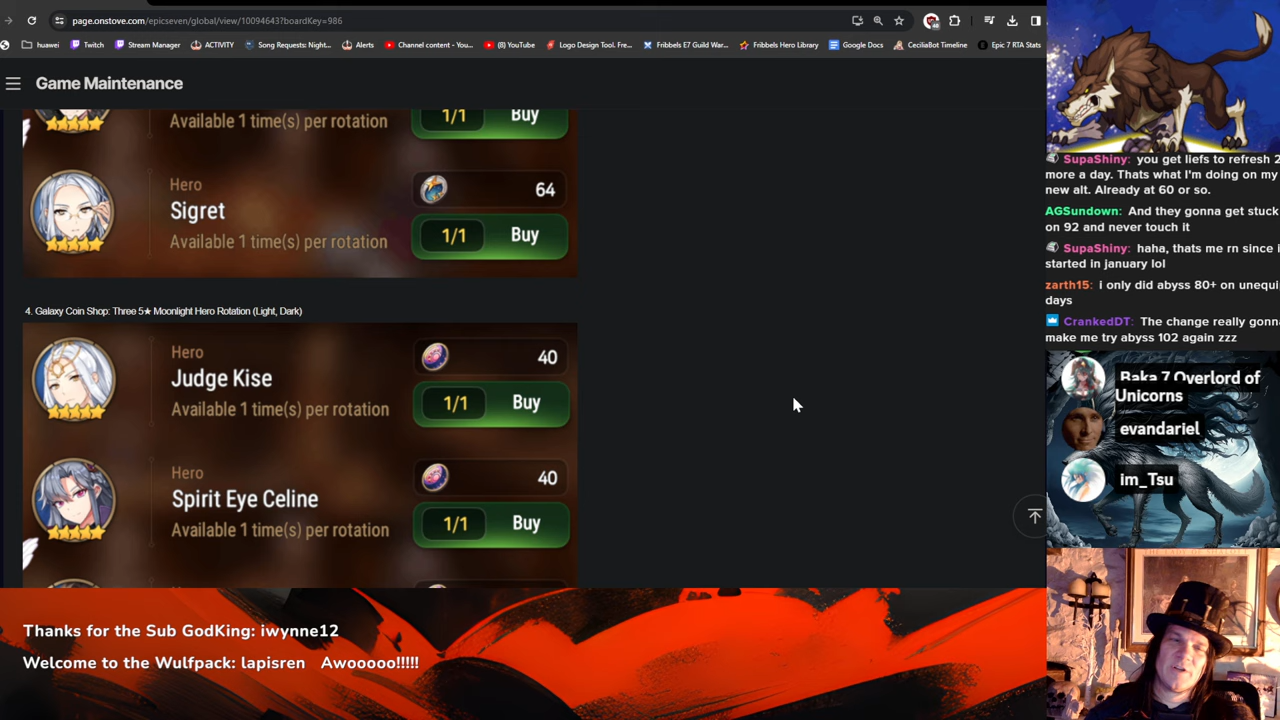 page.onstove.com/epicseven/global/view/10094643?boardKey=986
huawei
Twitch
Stream Manager
ACTIVITY
Song Requests: Night...
Alerts
Channel content - You...
(8) YouTube
Logo Design Tool. Fre...
Fribbels E7 Guild War...
Fribbels Hero Library
Google Docs
CeciliaBot Timeline
Epic 7 RTA Stats
Game Maintenance
Available 1 time(s) per rotation
1/1
Buy
Hero
Sigret
Available 1 time(s) per rotation
64
1/1
Buy
4. Galaxy Coin Shop: Three 5★ Moonlight Hero Rotation (Light, Dark)
Hero
Judge Kise
Available 1 time(s) per rotation
40
1/1
Buy
Hero
Spirit Eye Celine
Available 1 time(s) per rotation
40
1/1
Buy
Thanks for the Sub GodKing: iwynne12
Welcome to the Wulfpack: lapisren Awooooo!!!!!
SupaShiny: you get liefs to refresh 2
more a day. Thats what I'm doing on my
new alt. Already at 60 or so.
AGSundown: And they gonna get stuck
on 92 and never touch it
SupaShiny: haha, thats me rn since i
started in january lol
zarth15: i only did abyss 80+ on unequi
days
CrankedDT: The change really gonn
make me try abyss 102 again zzz
Baka 7 Overlord of
Unicorns
evandariel
im_Tsu